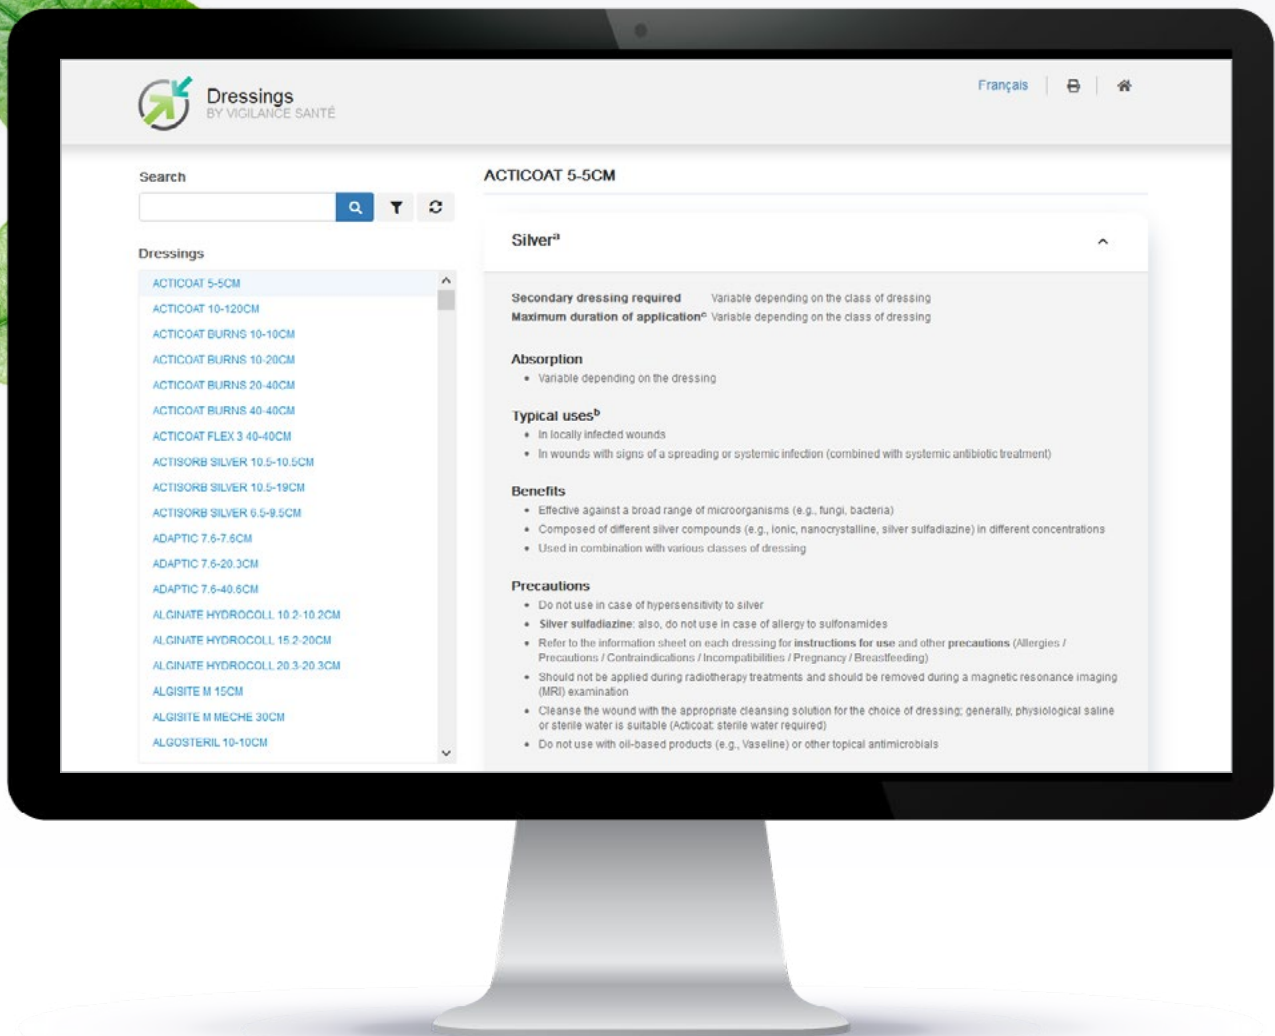 Dressings
BY VIGILANCE SANTÉ
Français
Search
Dressings
ACTICOAT 5-5CM
ACTICOAT 10-120CM
ACTICOAT BURNS 10-10CM
ACTICOAT BURNS 10-20CM
ACTICOAT BURNS 20-40CM
ACTICOAT BURNS 40-40CM
ACTICOAT FLEX 3 40-40CM
ACTISORB SILVER 10.5-10.5CM
ACTISORB SILVER 10.5-19CM
ACTISORB SILVER 6.5-9.5CM
ADAPTIC 7.6-7.6CM
ADAPTIC 7.6-20.3CM
ADAPTIC 7.6-40.6CM
ALGINATE HYDROCOLL 10.2-10.2CM
ALGINATE HYDROCOLL 15.2-20CM
ALGINATE HYDROCOLL 20.3-20.3CM
ALGISITE M 15CM
ALGISITE M MECHE 30CM
ALGOSTERIL 10-10CM
ACTICOAT 5-5CM
Silverᵃ
Secondary dressing required Variable depending on the class of dressing
Maximum duration of applicationᶜ Variable depending on the class of dressing
Absorption
• Variable depending on the dressing
Typical usesᵇ
• In locally infected wounds
• In wounds with signs of a spreading or systemic infection (combined with systemic antibiotic treatment)
Benefits
• Effective against a broad range of microorganisms (e.g., fungi, bacteria)
• Composed of different silver compounds (e.g., ionic, nanocrystalline, silver sulfadiazine) in different concentrations
• Used in combination with various classes of dressing
Precautions
• Do not use in case of hypersensitivity to silver
• Silver sulfadiazine: also, do not use in case of allergy to sulfonamides
• Refer to the information sheet on each dressing for instructions for use and other precautions (Allergies /
Precautions / Contraindications / Incompatibilities / Pregnancy / Breastfeeding)
• Should not be applied during radiotherapy treatments and should be removed during a magnetic resonance imaging
(MRI) examination
• Cleanse the wound with the appropriate cleansing solution for the choice of dressing; generally, physiological saline
or sterile water is suitable (Acticoat: sterile water required)
• Do not use with oil-based products (e.g., Vaseline) or other topical antimicrobials